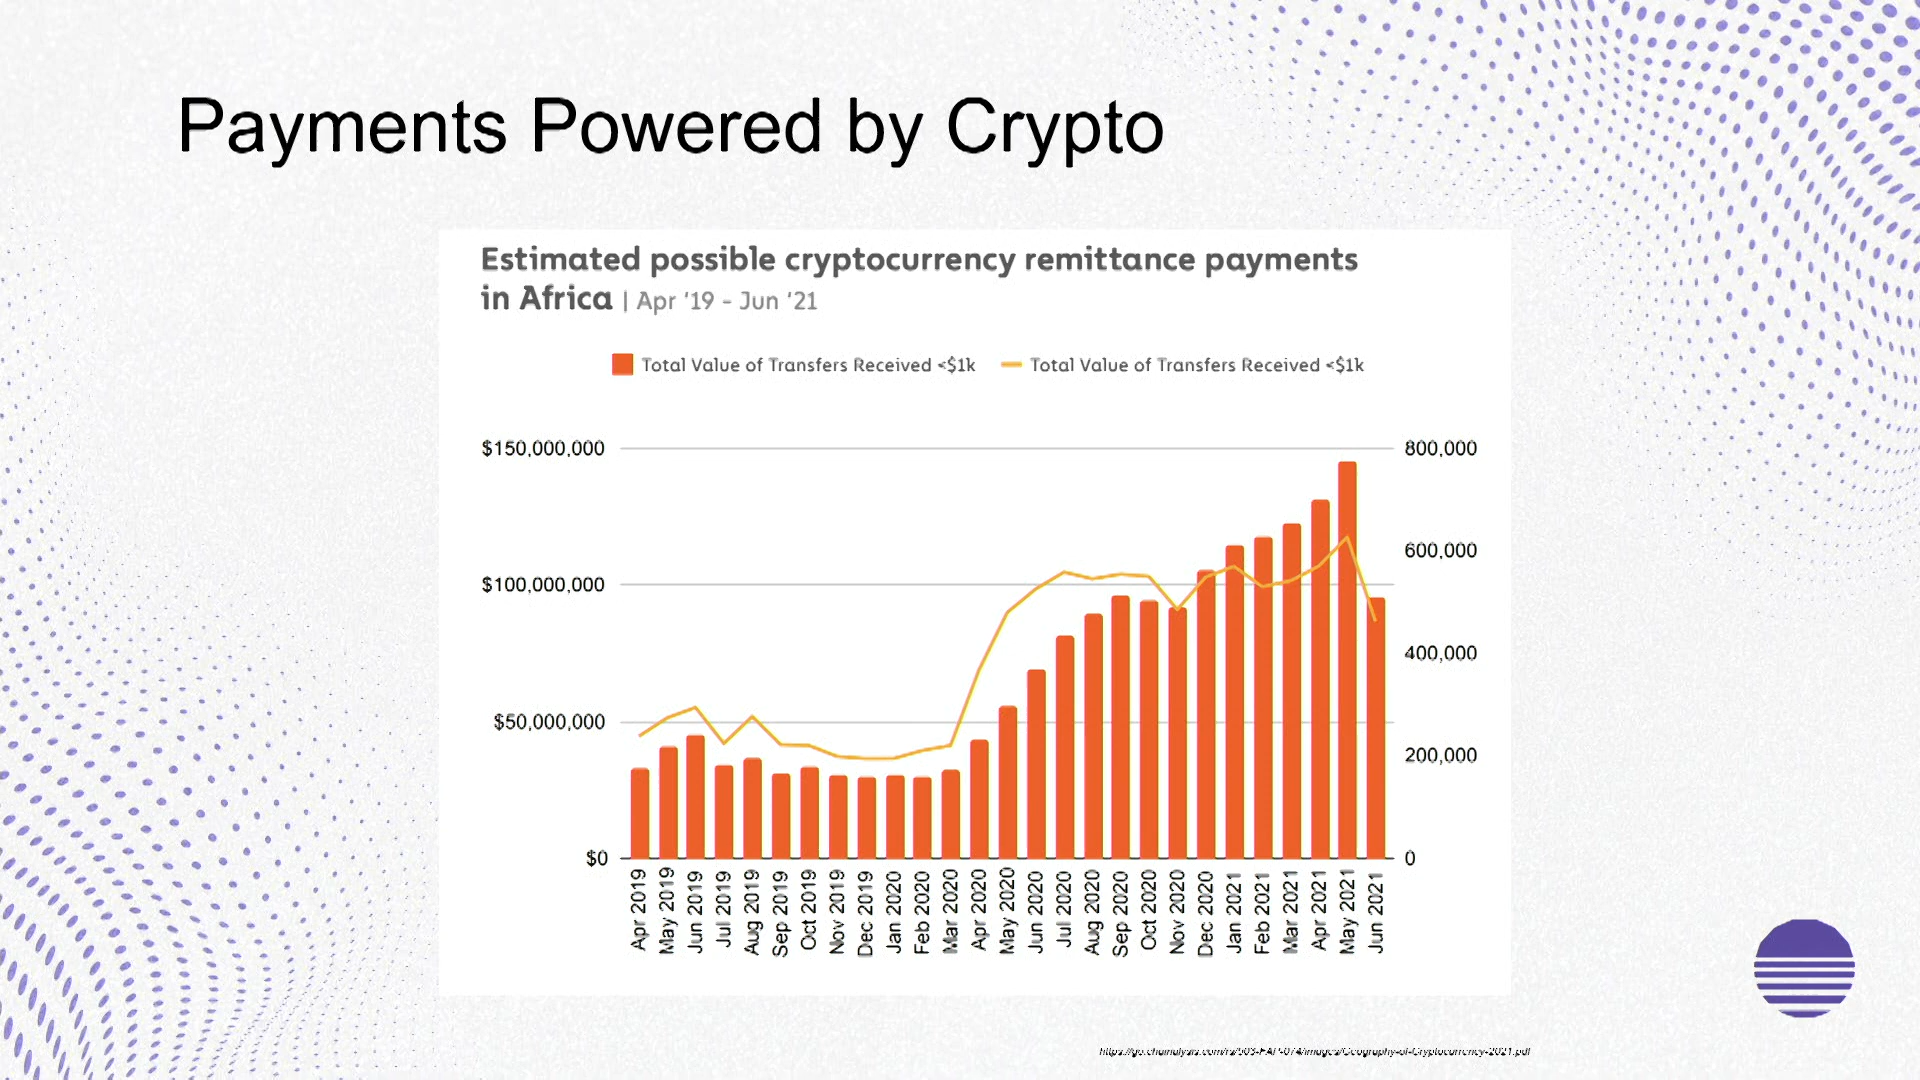 Payments Powered by Crypto
Estimated possible cryptocurrency remittance payments
in Africa | Apr '19 - Jun '21
Total Value of Transfers Received <$1k
Total Value of Transfers Received <$1k
$150,000,000
$100,000,000
$50,000,000
$0
800,000
600,000
400,000
200,000
0
Apr 2019
May 2019
Jun 2019
Jul 2019
Aug 2019
Sep 2019
Oct 2019
Nov 2019
Dec 2019
Jan 2020
Feb 2020
Mar 2020
Apr 2020
May 2020
Jun 2020
Jul 2020
Aug 2020
Sep 2020
Oct 2020
Nov 2020
Dec 2020
Jan 2021
Feb 2021
Mar 2021
Apr 2021
May 2021
Jun 2021